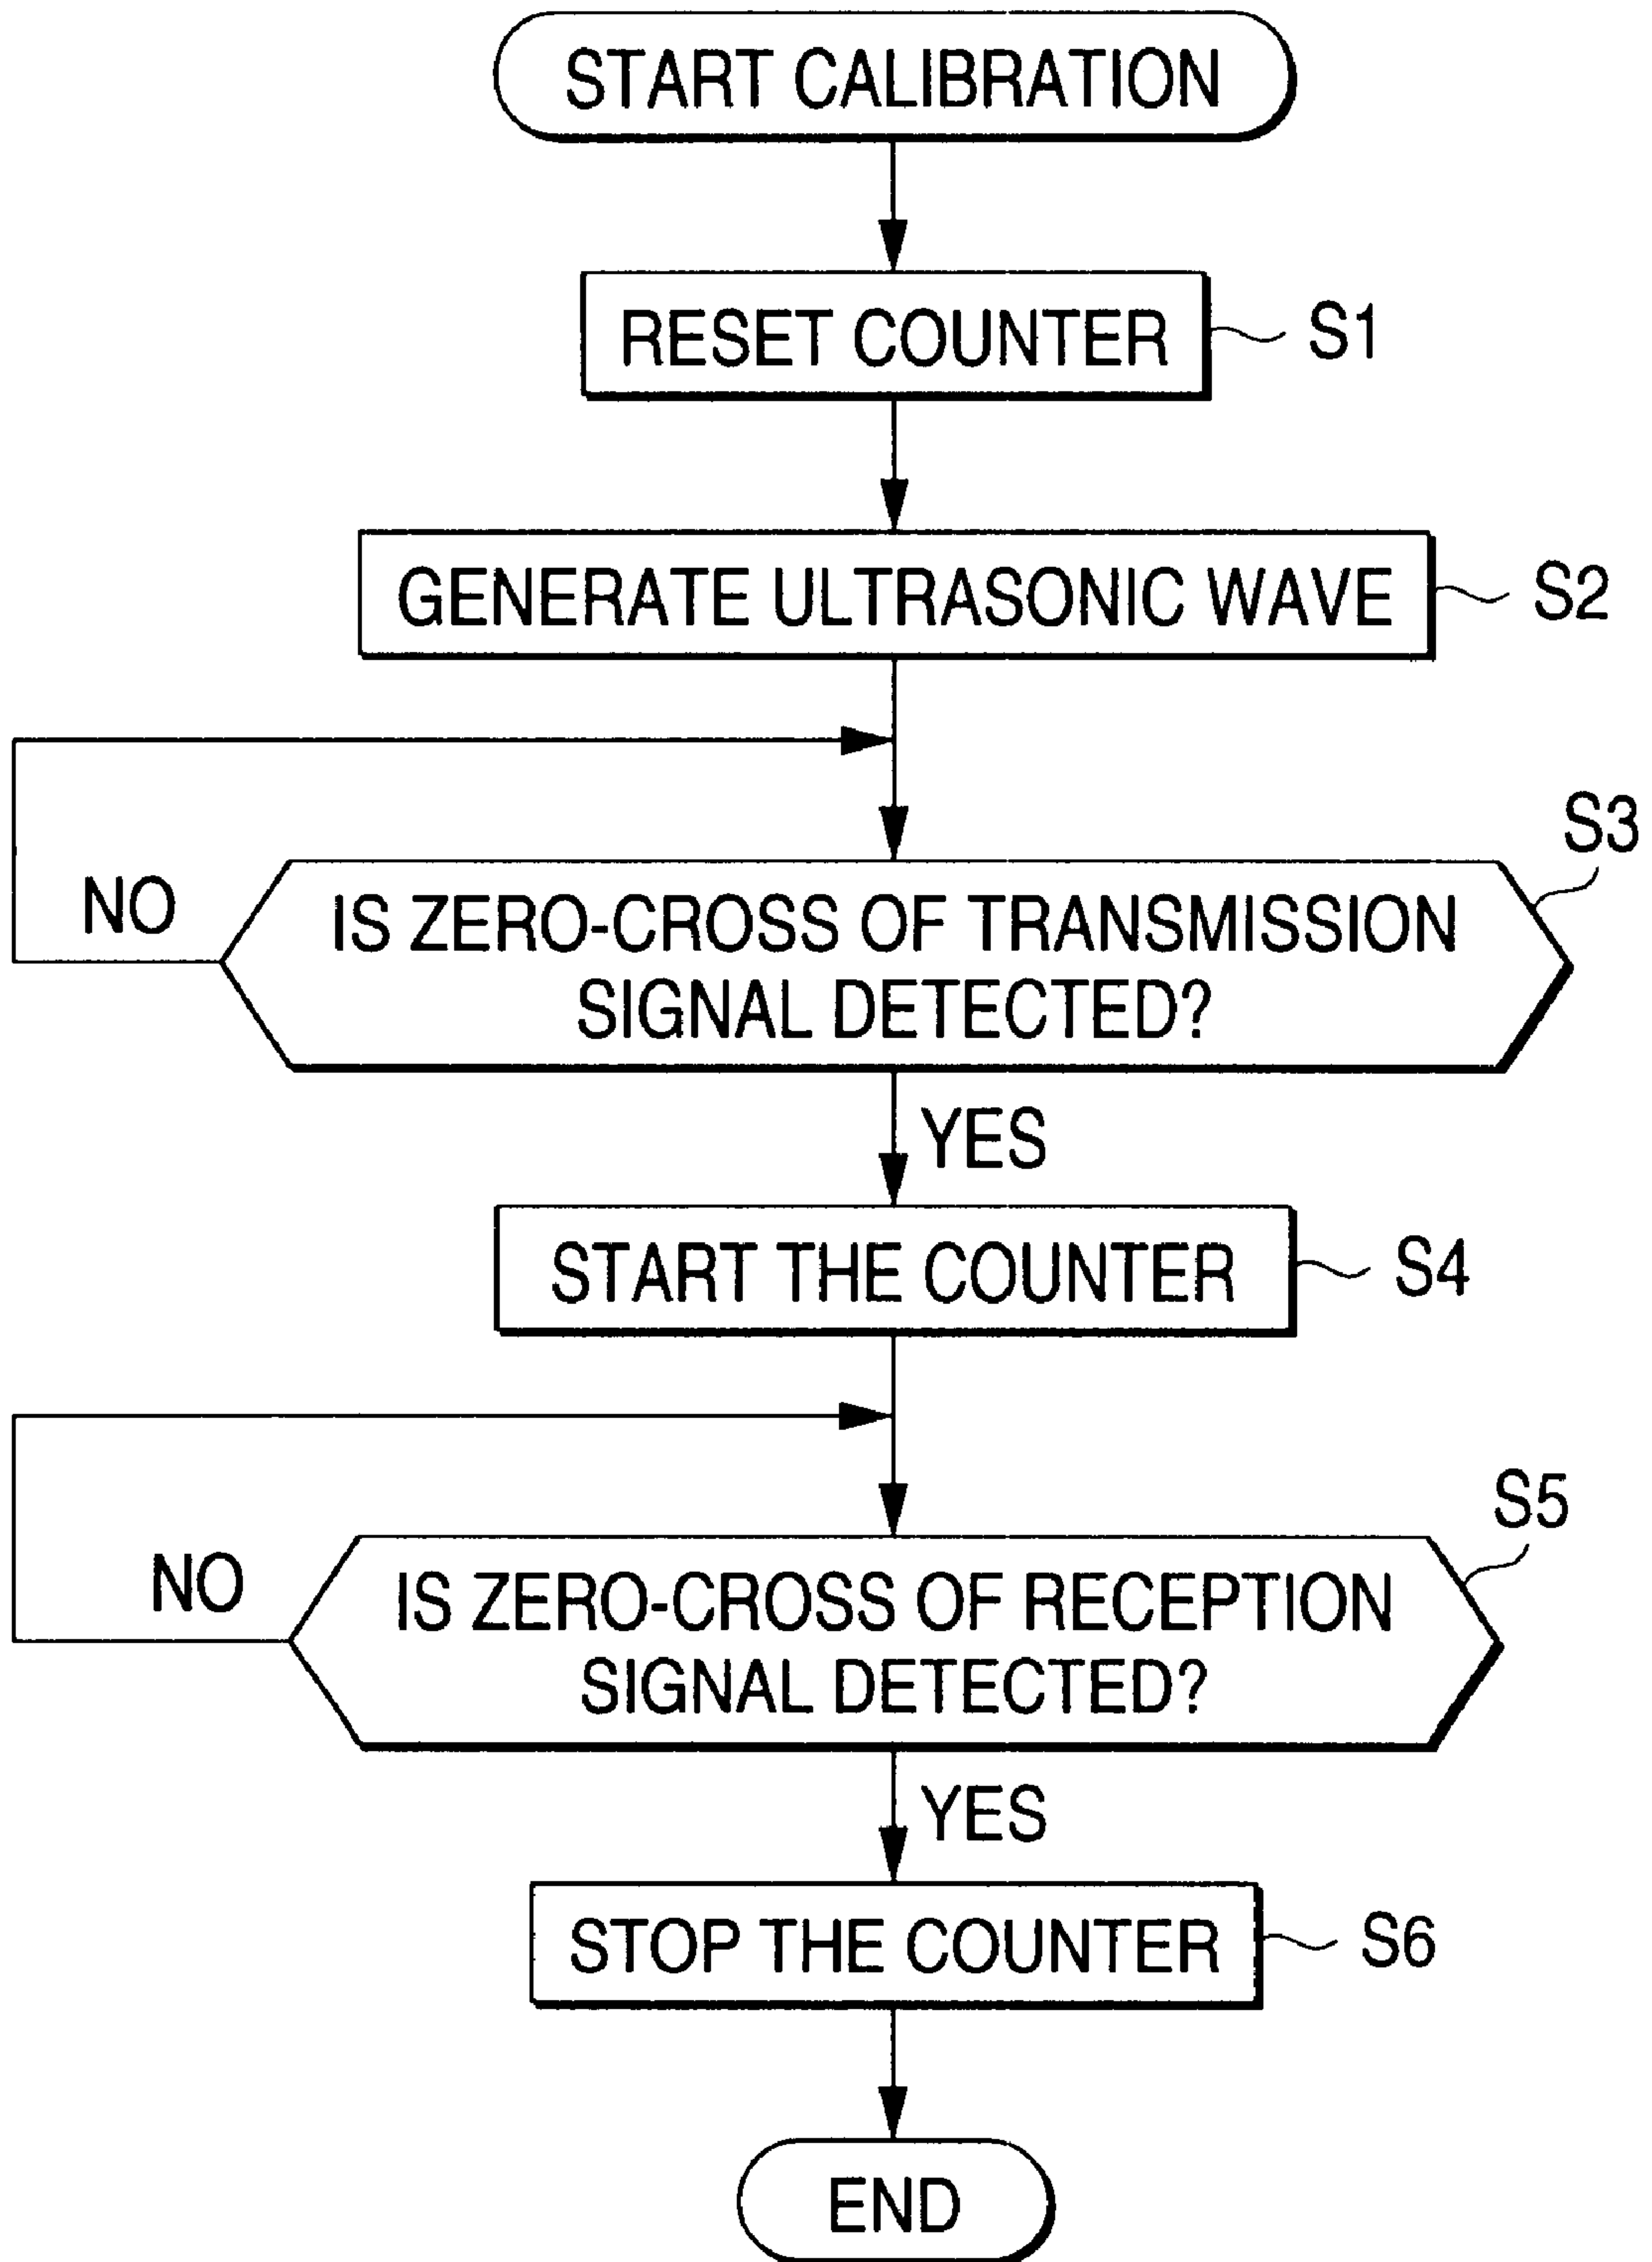 START CALIBRATION
RESET COUNTER
S1
GENERATE ULTRASONIC WAVE
S2
S3
NO
IS ZERO-CROSS OF TRANSMISSION
SIGNAL DETECTED?
YES
START THE COUNTER
S4
S5
NO
IS ZERO-CROSS OF RECEPTION
SIGNAL DETECTED?
YES
STOP THE COUNTER
S6
END